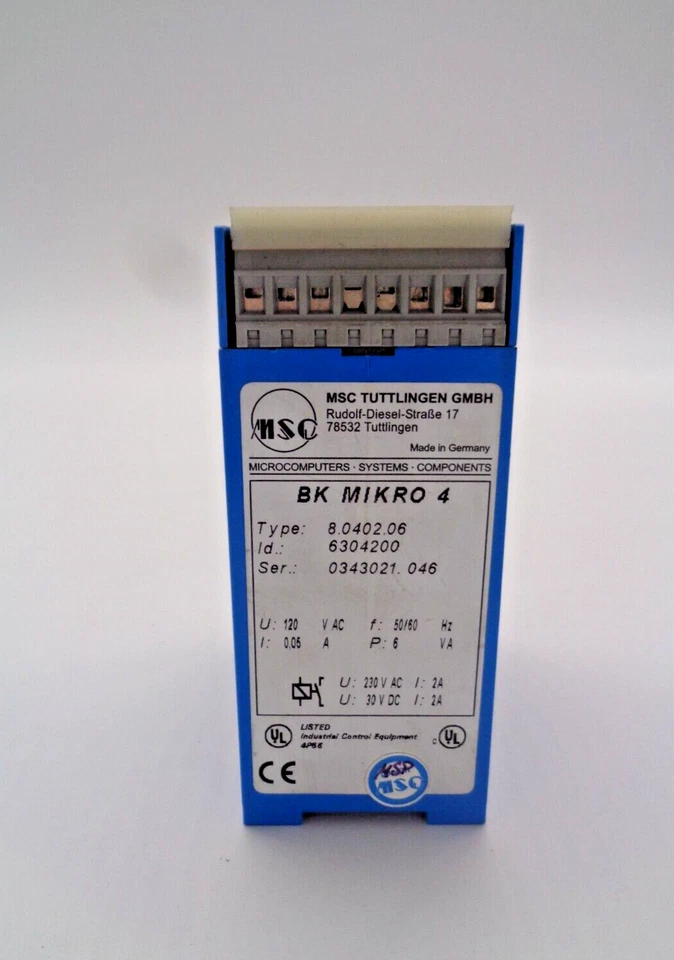 MSC TUTTLINGEN GMBH
Rudolf-Diesel-Straße 17
78532 Tuttlingen
MSC
Made in Germany
MICROCOMPUTERS · SYSTEMS · COMPONENTS
BK MIKRO 4
Type: 8.0402.06
Id.: 6304200
Ser.: 0343021. 046
U: 120 V AC f: 50/60 Hz
I: 0,05 A P: 6 VA
U: 230 V AC I: 2A
U: 30 V DC I: 2A
UL LISTED
Industrial Control Equipment
4P66
c UL
CE
MSC